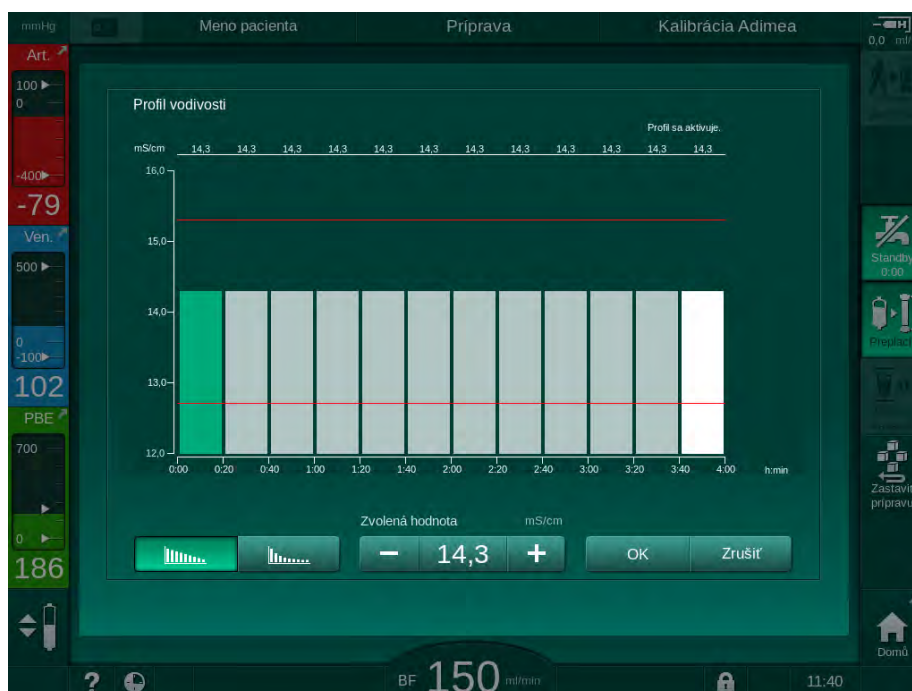 mmHg
Meno pacienta
Príprava
Kalibrácia Adimea
0,0 ml/
Art.
100
0
-400
-79
Ven.
500
0
-100
102
PBE
700
0
186
Profil vodivosti
Profil sa aktivuje.
mS/cm 14,3 14,3 14,3 14,3 14,3 14,3 14,3 14,3 14,3 14,3 14,3 14,3
16,0
15,0
14,0
13,0
12,0
0:00 0:20 0:40 1:00 1:20 1:40 2:00 2:20 2:40 3:00 3:20 3:40 4:00 h:min
Zvolená hodnota mS/cm
− 14,3 + OK Zrušiť
Standby
0:00
Preplach
Zastaviť
prípravu
Domů
? BF 150 ml/min 11:40